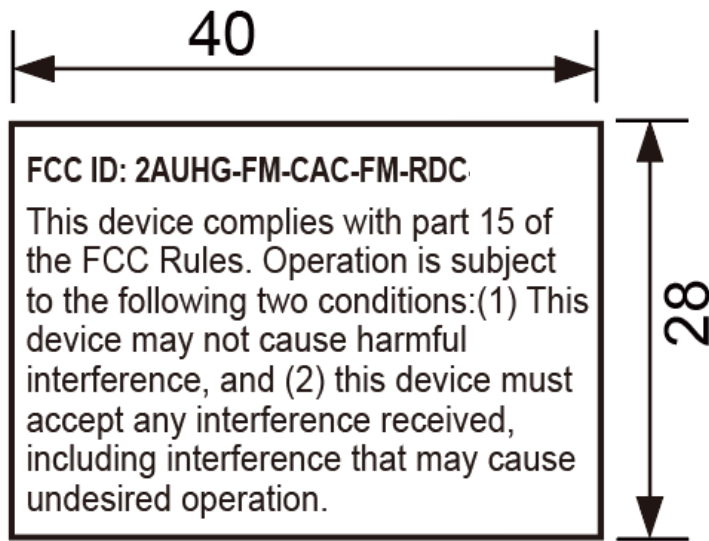 40
FCC ID: 2AUHG-FM-CAC-FM-RDC
This device complies with part 15 of
the FCC Rules. Operation is subject
to the following two conditions:(1) This
device may not cause harmful
interference, and (2) this device must
accept any interference received,
including interference that may cause
undesired operation.
28